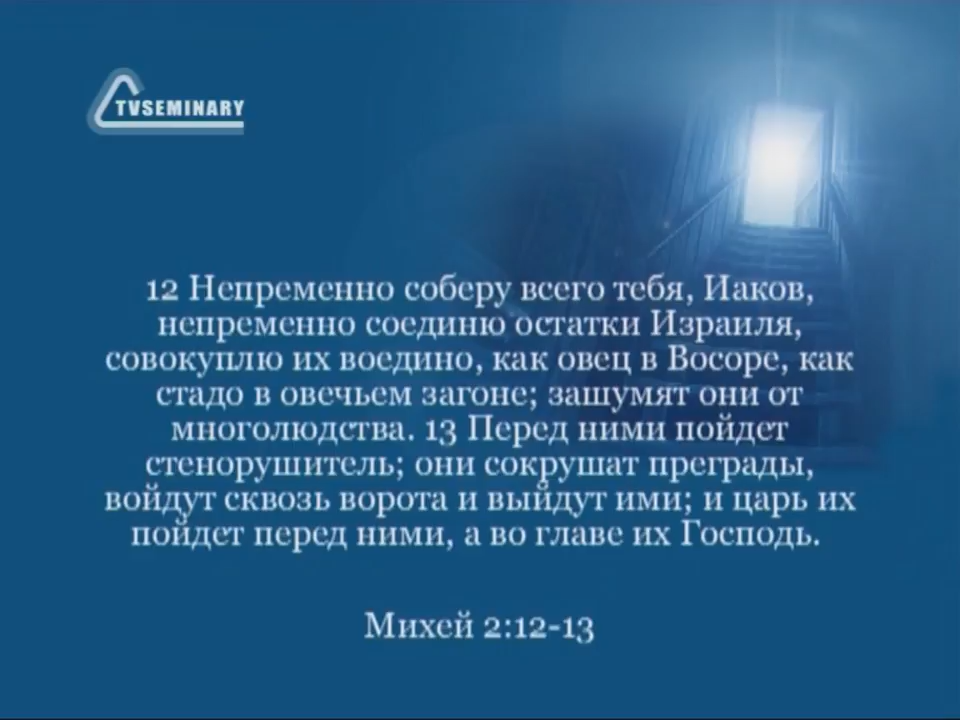 TVSEMINARY
12 Непременно соберу всего тебя, Иаков,
непременно соединю остатки Израиля,
совокуплю их воедино, как овец в Восоре, как
стадо в овечьем загоне; зашумят они от
многолюдства. 13 Перед ними пойдет
стенорушитель; они сокрушат преграды,
войдут сквозь ворота и выйдут ими; и царь их
пойдет перед ними, а во главе их Господь.
Михей 2:12-13